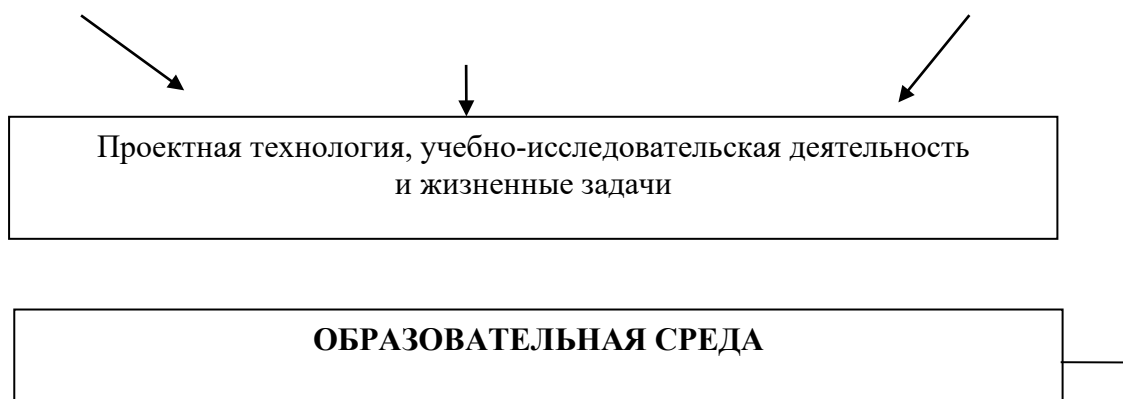 Проектная технология, учебно-исследовательская деятельность
и жизненные задачи
ОБРАЗОВАТЕЛЬНАЯ СРЕДА